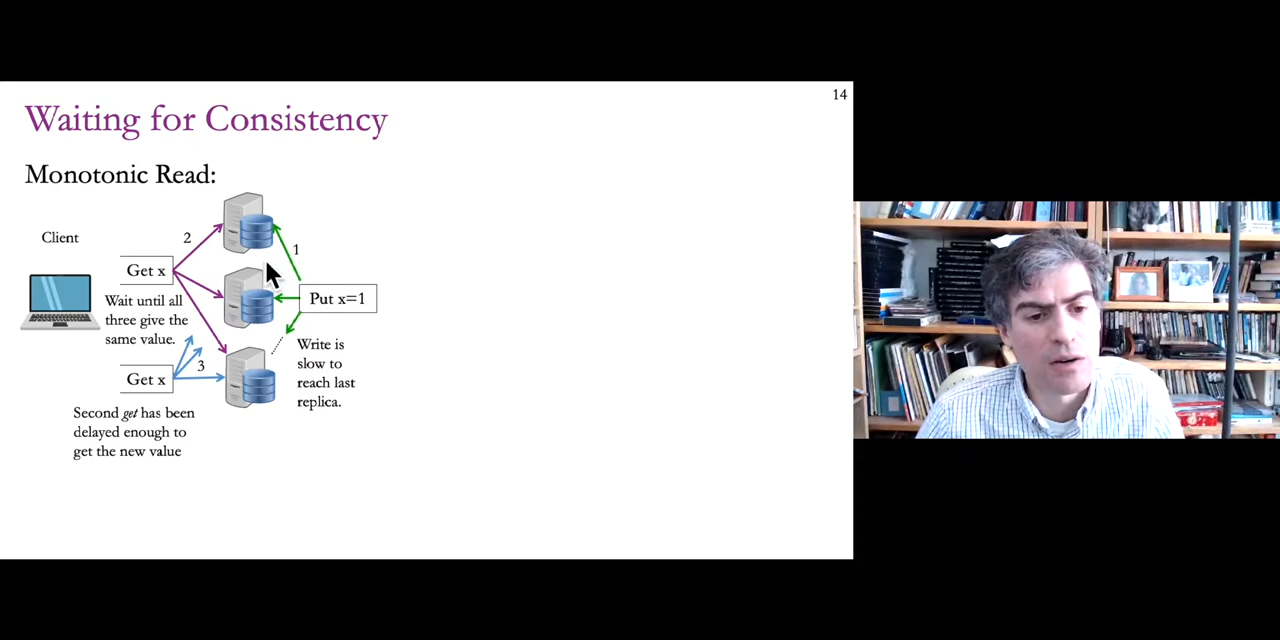 14
Waiting for Consistency
Monotonic Read:
Client
2
1
Get x
Put x=1
Wait until all
three give the
same value.
Write is
slow to
reach last
replica.
3
Get x
Second get has been
delayed enough to
get the new value